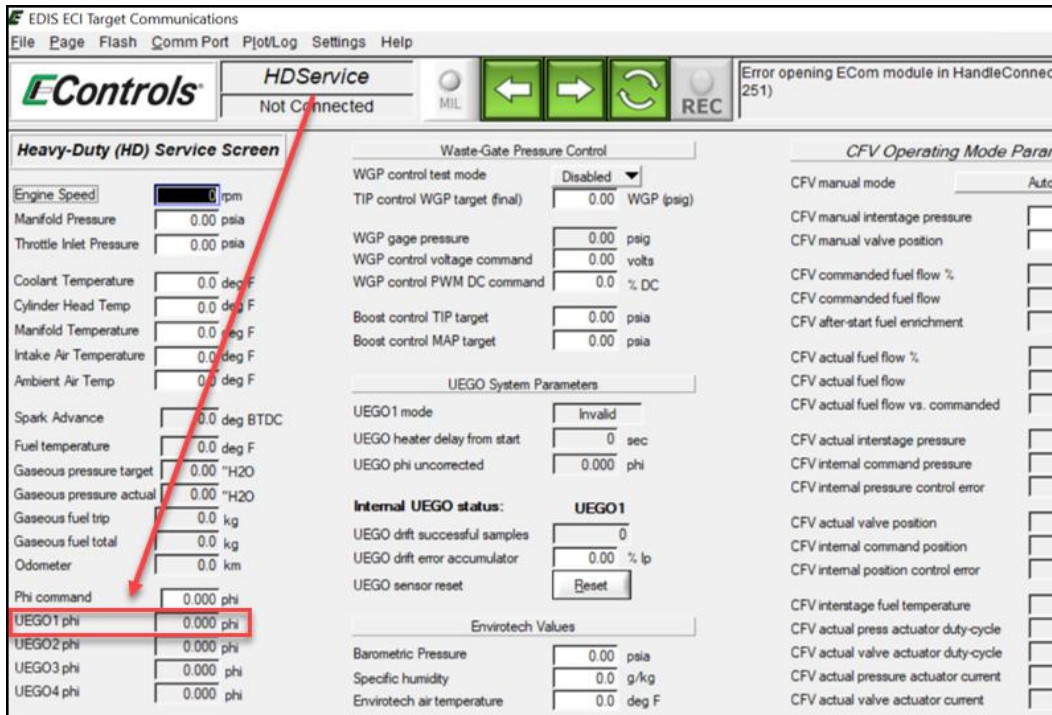 EDIS ECI Target Communications
File Page Flash Comm Port Plot/Log Settings Help
EControls
HDService
Not Connected
MIL
REC
Error opening ECom module in HandleConnec
251)
Heavy-Duty (HD) Service Screen
Engine Speed 0 rpm
Manifold Pressure 0.00 psia
Throttle Inlet Pressure 0.00 psia
Coolant Temperature 0.0 deg F
Cylinder Head Temp 0.0 deg F
Manifold Temperature 0.0 deg F
Intake Air Temperature 0.0 deg F
Ambient Air Temp 0.0 deg F
Spark Advance 0.0 deg BTDC
Fuel temperature 0.0 deg F
Gaseous pressure target 0.00 "H2O
Gaseous pressure actual 0.00 "H2O
Gaseous fuel trip 0.0 kg
Gaseous fuel total 0.0 kg
Odometer 0.0 km
Phi command 0.000 phi
UEGO1 phi 0.000 phi
UEGO2 phi 0.000 phi
UEGO3 phi 0.000 phi
UEGO4 phi 0.000 phi
Waste-Gate Pressure Control
WGP control test mode Disabled
TIP control WGP target (final) 0.00 WGP (psig)
WGP gage pressure 0.00 psig
WGP control voltage command 0.00 volts
WGP control PWM DC command 0.0 % DC
Boost control TIP target 0.00 psia
Boost control MAP target 0.00 psia
UEGO System Parameters
UEGO1 mode Invalid
UEGO heater delay from start 0 sec
UEGO phi uncorrected 0.000 phi
Internal UEGO status: UEGO1
UEGO drift successful samples 0
UEGO drift error accumulator 0.00 % Ip
UEGO sensor reset Reset
Envirotech Values
Barometric Pressure 0.00 psia
Specific humidity 0.0 g/kg
Envirotech air temperature 0.0 deg F
CFV Operating Mode Param
CFV manual mode Auto
CFV manual interstage pressure
CFV manual valve position
CFV commanded fuel flow %
CFV commanded fuel flow
CFV after-start fuel enrichment
CFV actual fuel flow %
CFV actual fuel flow
CFV actual fuel flow vs. commanded
CFV actual interstage pressure
CFV internal command pressure
CFV internal pressure control error
CFV actual valve position
CFV internal command position
CFV internal position control error
CFV interstage fuel temperature
CFV actual press actuator duty-cycle
CFV actual valve actuator duty-cycle
CFV actual pressure actuator current
CFV actual valve actuator current